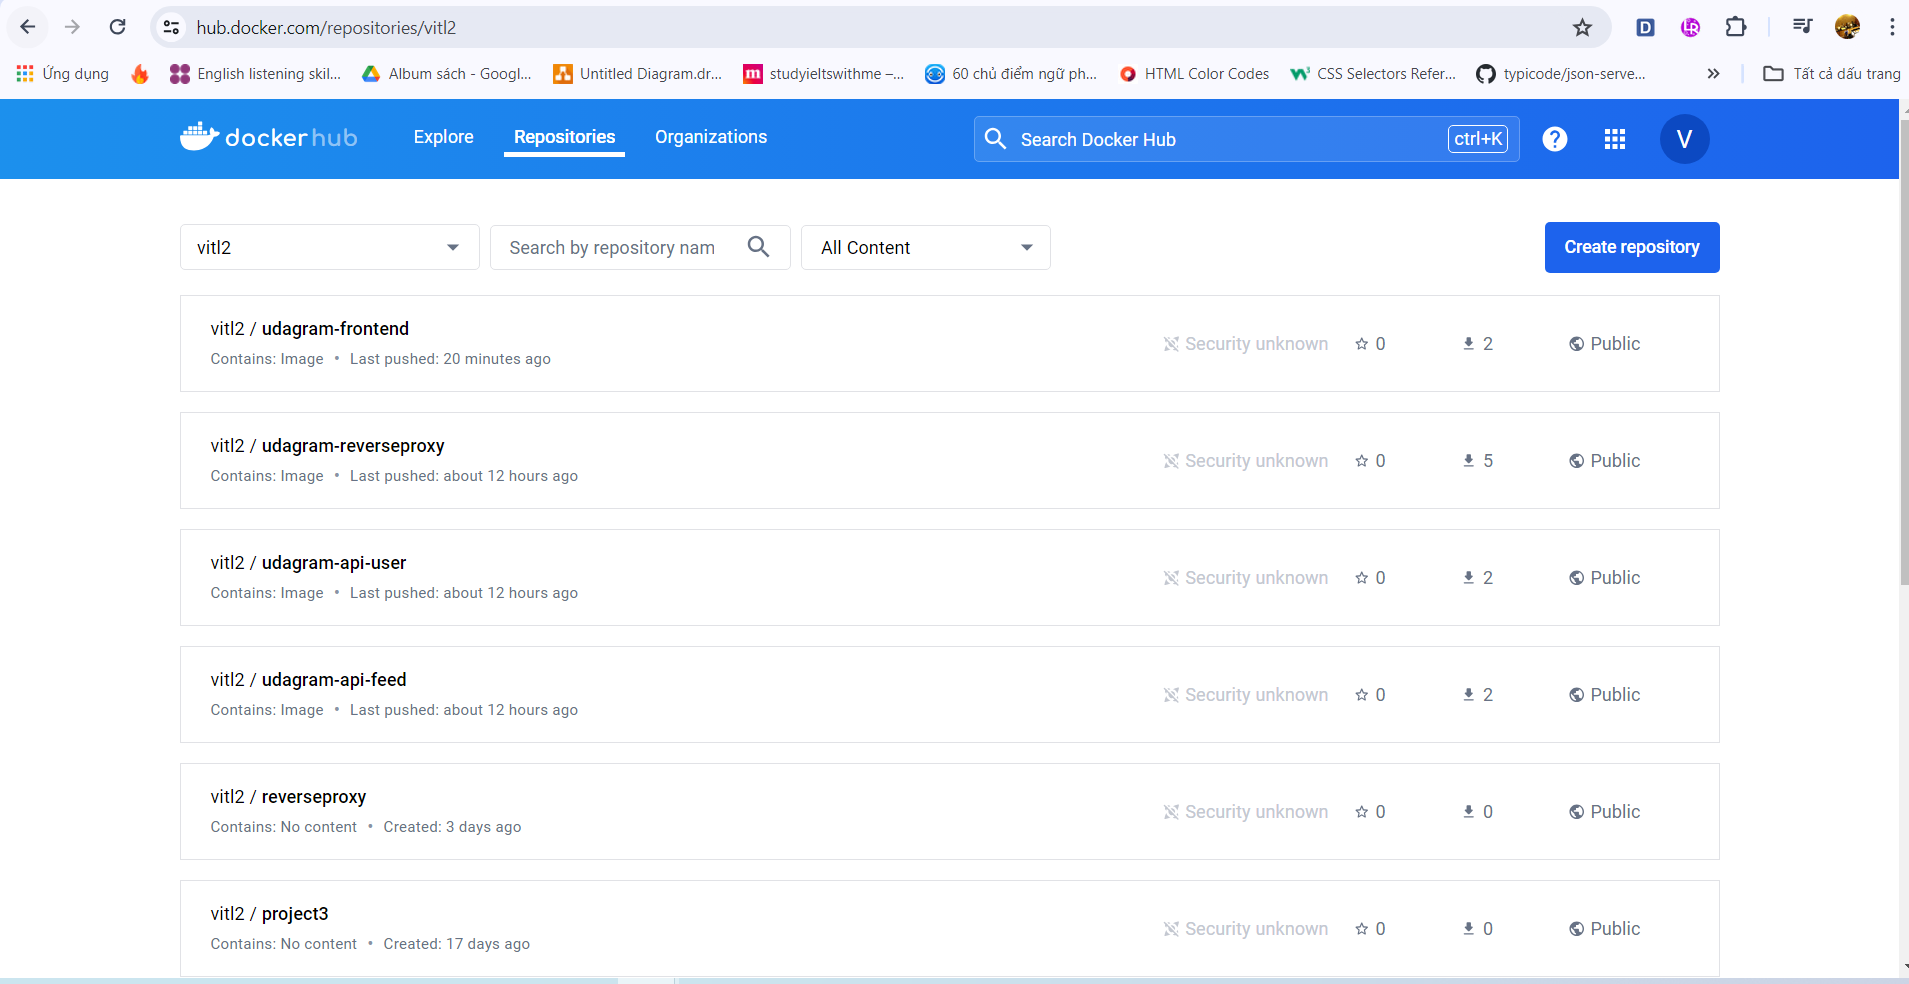 hub.docker.com/repositories/vitl2
Ứng dụng English listening skil... Album sách - Googl... Untitled Diagram.dr... studyieltswithme –... 60 chủ điểm ngữ ph... HTML Color Codes CSS Selectors Refer... typicode/json-serve... Tất cả dấu trang
docker hub Explore Repositories Organizations Search Docker Hub ctrl+K V
vitl2 Search by repository nam All Content Create repository
vitl2 / udagram-frontend
Contains: Image • Last pushed: 20 minutes ago
Security unknown 0 2 Public
vitl2 / udagram-reverseproxy
Contains: Image • Last pushed: about 12 hours ago
Security unknown 0 5 Public
vitl2 / udagram-api-user
Contains: Image • Last pushed: about 12 hours ago
Security unknown 0 2 Public
vitl2 / udagram-api-feed
Contains: Image • Last pushed: about 12 hours ago
Security unknown 0 2 Public
vitl2 / reverseproxy
Contains: No content • Created: 3 days ago
Security unknown 0 0 Public
vitl2 / project3
Contains: No content • Created: 17 days ago
Security unknown 0 0 Public